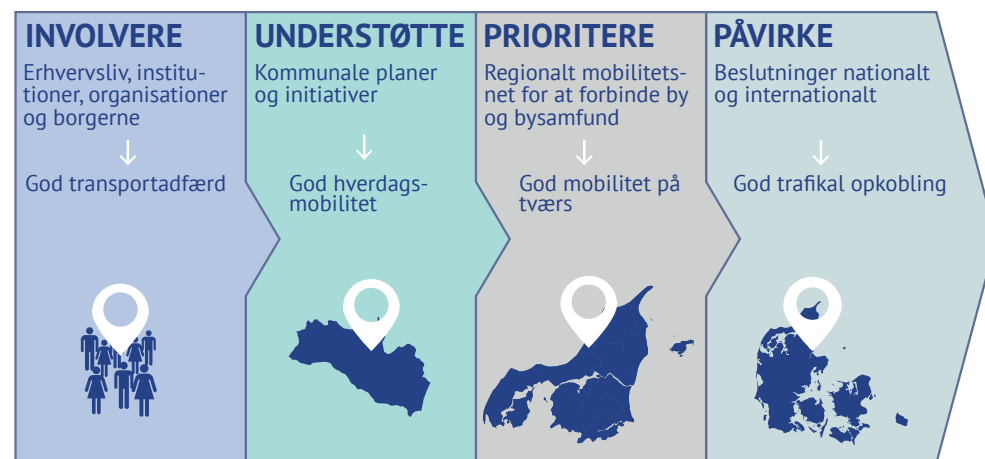 INVOLVERE
Erhvervsliv, institu-
tioner, organisationer
og borgerne
↓
God transportadfærd
UNDERSTØTTE
Kommunale planer
og initiativer
↓
God hverdags-
mobilitet
PRIORITERE
Regionalt mobilitets-
net for at forbinde by
og bysamfund
↓
God mobilitet på
tværs
PÅVIRKE
Beslutninger nationalt
og internationalt
↓
God trafikal opkobling